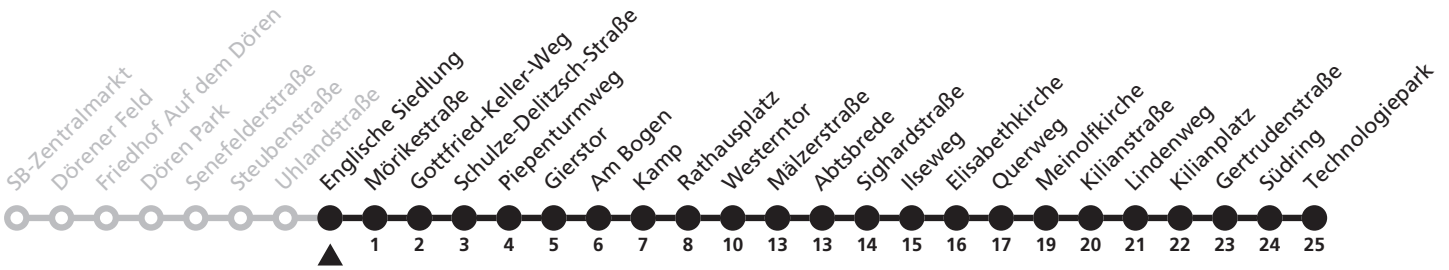 SB-Zentralmarkt
Dörener Feld
Friedhof Auf dem Dören
Dören Park
Senefelderstraße
Steubenstraße
Uhlandstraße
Englische Siedlung
Mörikestraße
Gottfried-Keller-Weg
Schulze-Delitzsch-Straße
Piepenturmweg
Gierstor
Am Bogen
Kamp
Rathausplatz
Westerntor
Mälzerstraße
Abtsbrede
Sighardstraße
Ilseweg
Elisabethkirche
Querweg
Meinolfkirche
Kilianstraße
Lindenweg
Kilianplatz
Gertrudenstraße
Südring
Technologiepark
1 2 3 4 5 6 7 8 10 13 13 14 15 16 17 19 20 21 22 23 24 25